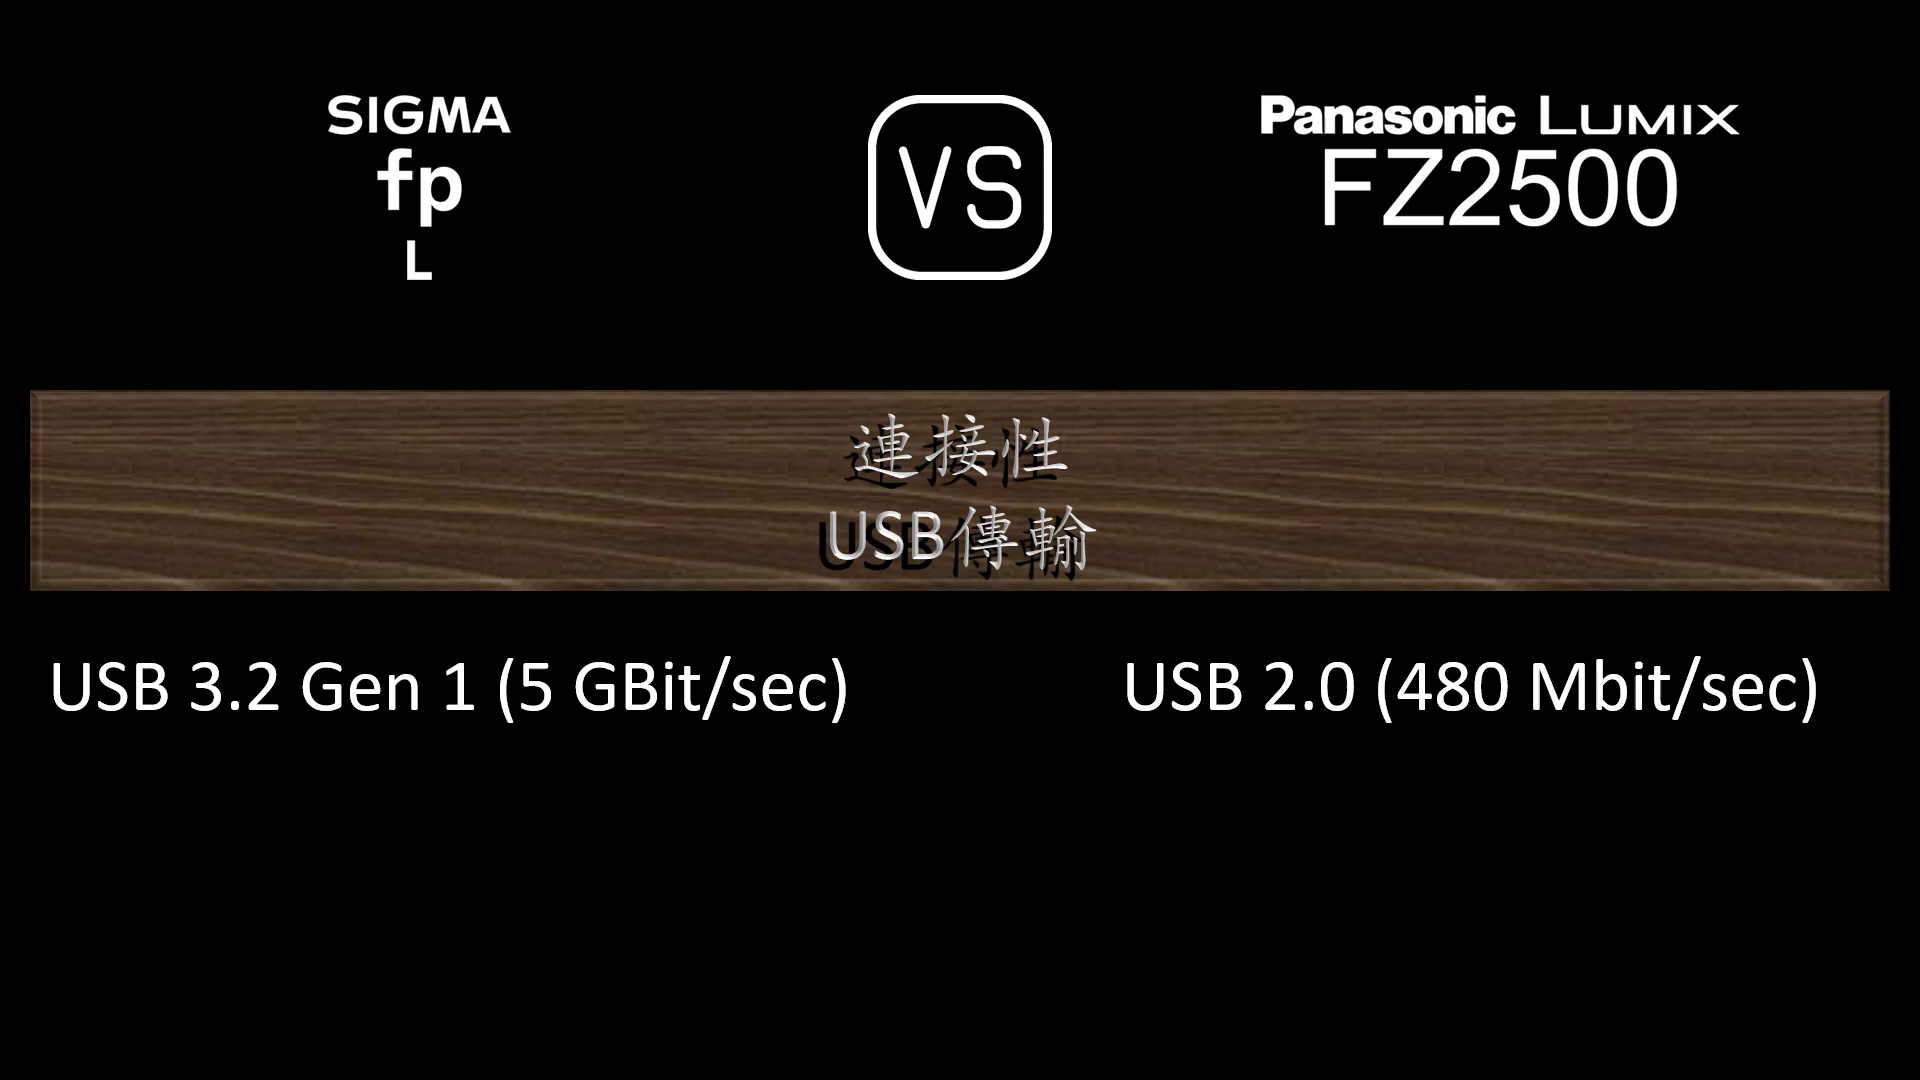 SIGMA
fp
L
VS
Panasonic LUMIX
FZ2500
連接性
USB傳輸
USB 3.2 Gen 1 (5 GBit/sec)
USB 2.0 (480 Mbit/sec)